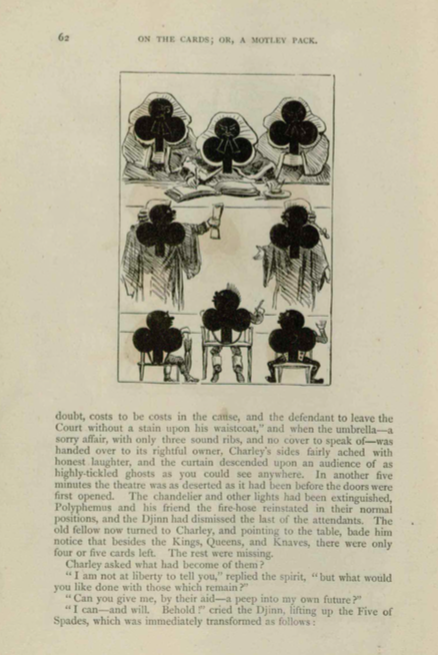 62
ON THE CARDS; OR, A MOTLEY PACK.
doubt, costs to be costs in the cause, and the defendant to leave the
Court without a stain upon his waistcoat," and when the umbrella—a
sorry affair, with only three sound ribs, and no cover to speak of—was
handed over to its rightful owner, Charley's sides fairly ached with
honest laughter, and the curtain descended upon an audience of as
highly-tickled ghosts as you could see anywhere. In another five
minutes the theatre was as deserted as it had been before the doors were
first opened. The chandelier and other lights had been extinguished,
Polyphemus and his friend the fire-hose reinstated in their normal
positions, and the Djinn had dismissed the last of the attendants. The
old fellow now turned to Charley, and pointing to the table, bade him
notice that besides the Kings, Queens, and Knaves, there were only
four or five cards left. The rest were missing.
Charley asked what had become of them?
"I am not at liberty to tell you," replied the spirit, "but what would
you like done with those which remain?"
"Can you give me, by their aid—a peep into my own future?"
"I can—and will. Behold!" cried the Djinn, lifting up the Five of
Spades, which was immediately transformed as follows: